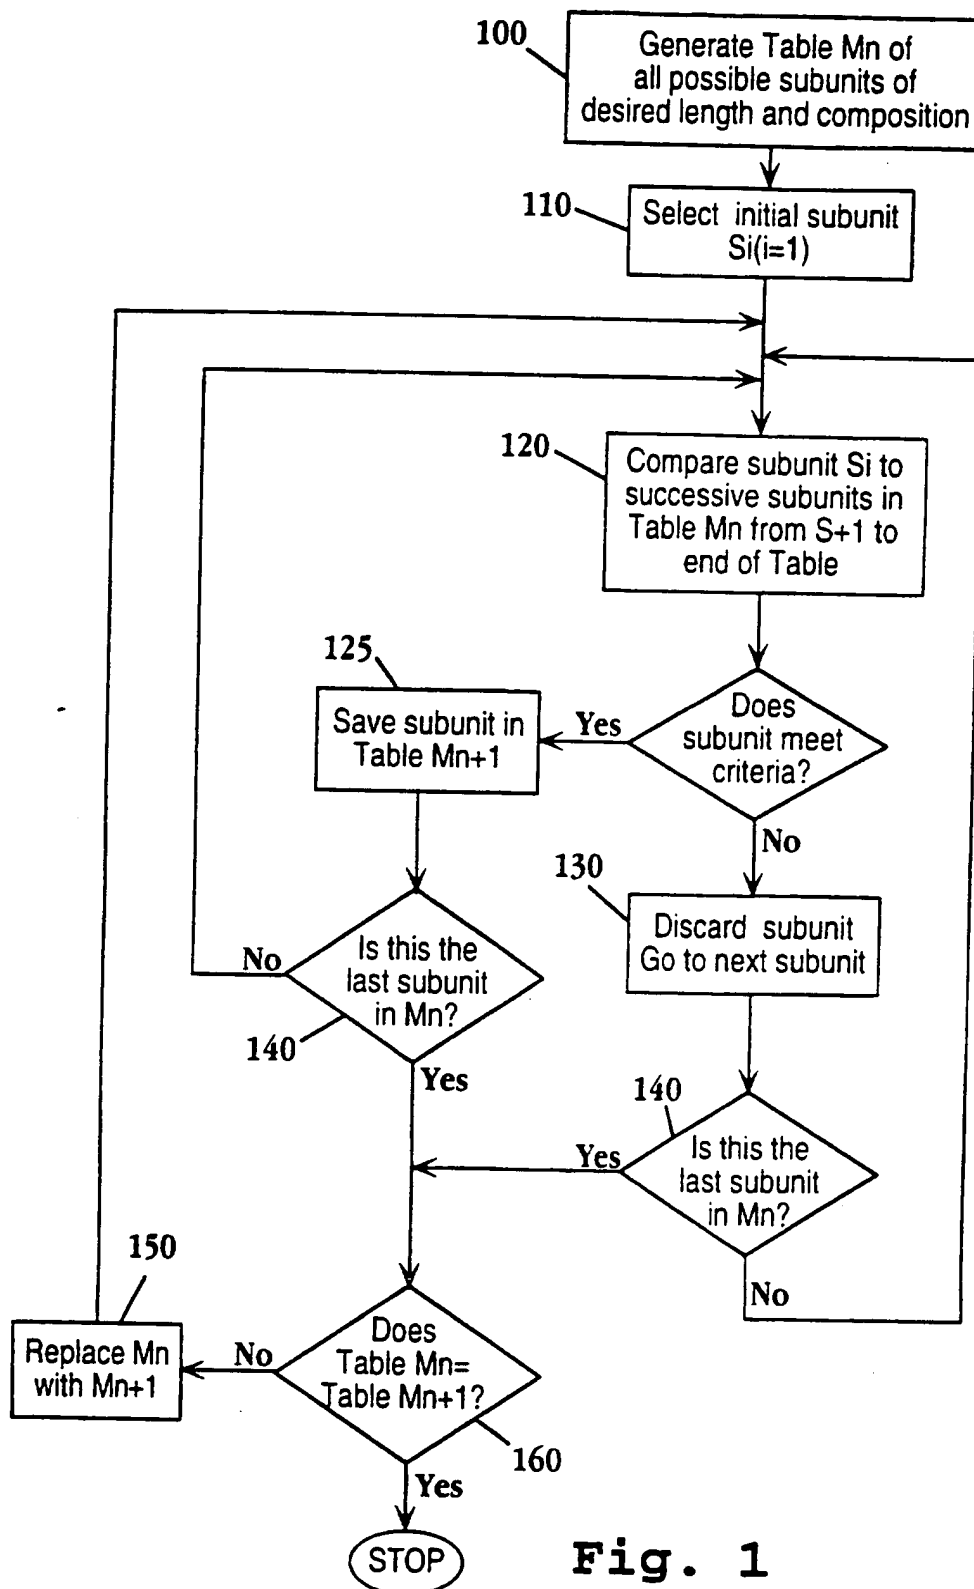 100
Generate Table Mn of
all possible subunits of
desired length and composition
110
Select initial subunit
Si(i=1)
120
Compare subunit Si to
successive subunits in
Table Mn from S+1 to
end of Table
125
Save subunit in
Table Mn+1
Yes
Does
subunit meet
criteria?
No
130
Discard subunit
Go to next subunit
No
Is this the
last subunit
in Mn?
140
Yes
140
Yes
Is this the
last subunit
in Mn?
No
150
Replace Mn
with Mn+1
No
Does
Table Mn=
Table Mn+1?
160
Yes
STOP
Fig. 1